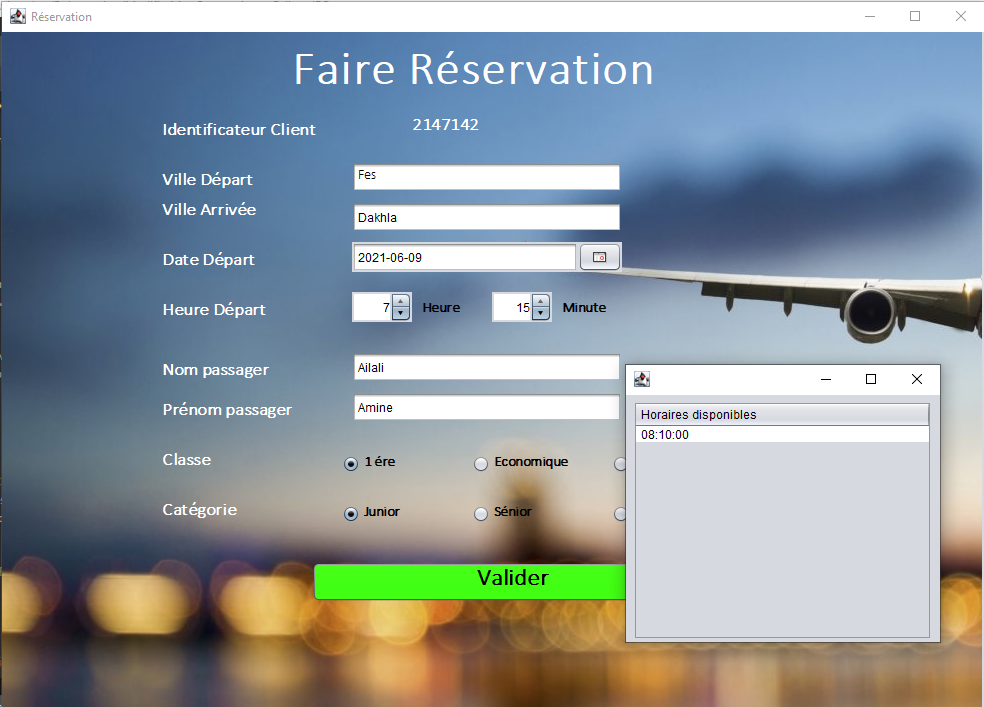 Réservation
Faire Réservation
Identificateur Client 2147142
Ville Départ Fes
Ville Arrivée Dakhla
Date Départ 2021-06-09
Heure Départ 7 Heure 15 Minute
Nom passager Ailali
Prénom passager Amine
Classe 1 ére Economique
Catégorie Junior Sénior
Valider
Horaires disponibles
08:10:00